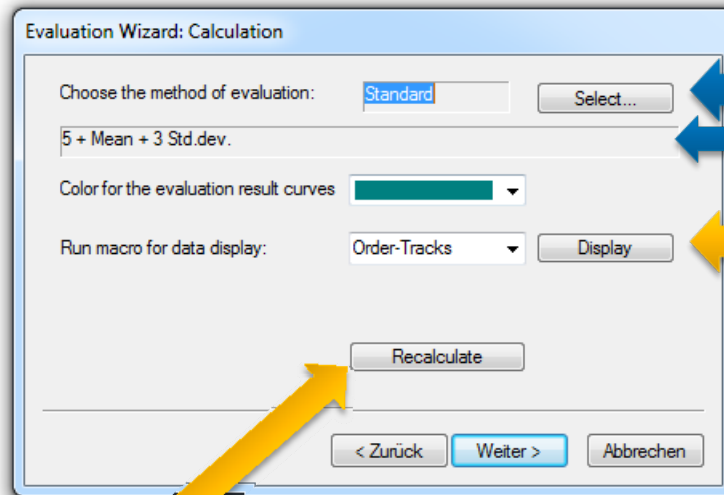 Evaluation Wizard: Calculation
Choose the method of evaluation: Standard Select...
5 + Mean + 3 Std.dev.
Color for the evaluation result curves
Run macro for data display: Order-Tracks Display
Recalculate
< Zurück Weiter > Abbrechen